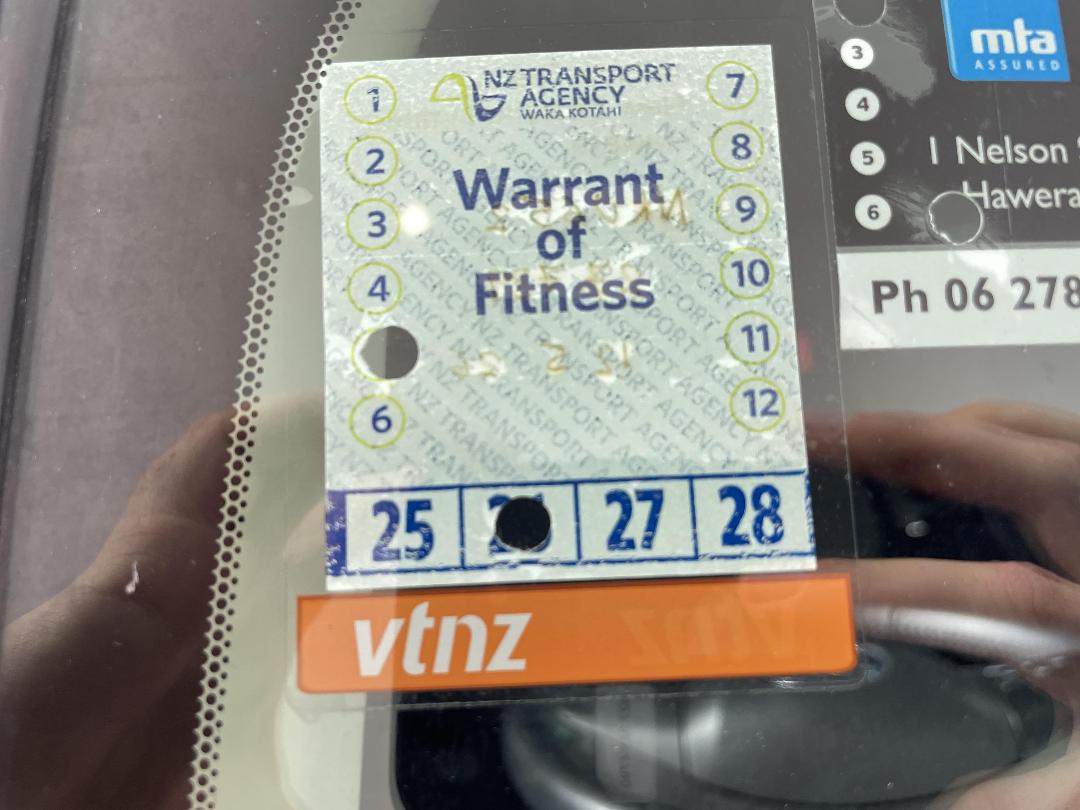 NZ TRANSPORT
AGENCY
WAKA KOTAHI
Warrant
of
Fitness
1
2
3
4
6
7
8
9
10
11
12
25
27
28
vtnz
mta
ASSURED
3
4
5
6
1 Nelson
Hawera
Ph 06 278